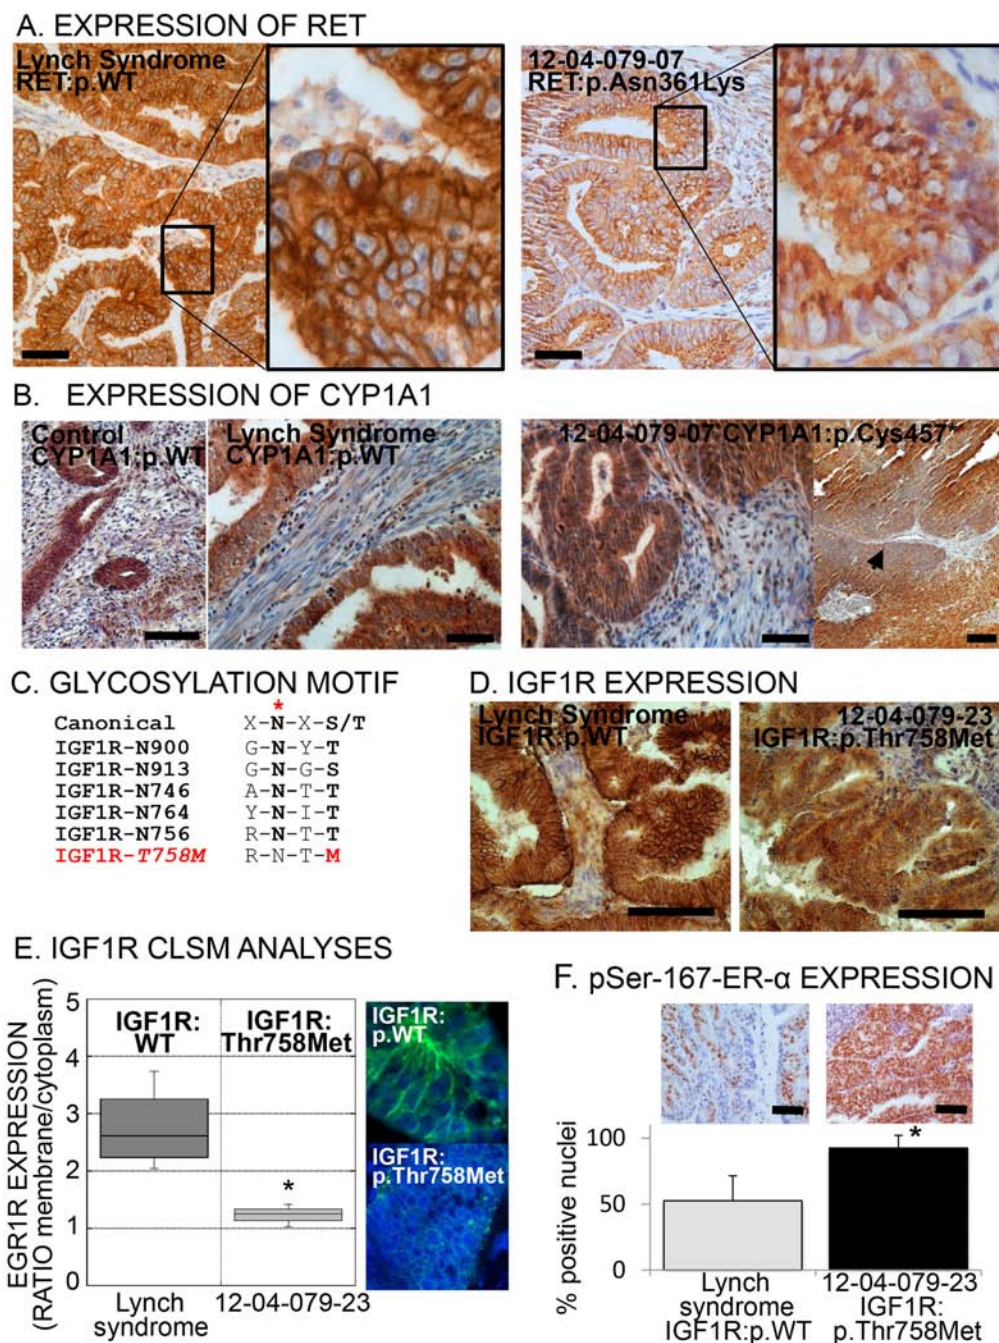 A. EXPRESSION OF RET
Lynch Syndrome
RET:p.WT
12-04-079-07
RET:p.Asn361Lys
B. EXPRESSION OF CYP1A1
Control
CYP1A1:p.WT
Lynch Syndrome
CYP1A1:p.WT
12-04-079-07 CYP1A1:p.Cys457*
C. GLYCOSYLATION MOTIF
*
Canonical X-N-X-S/T
IGF1R-N900 G-N-Y-T
IGF1R-N913 G-N-G-S
IGF1R-N746 A-N-T-T
IGF1R-N764 Y-N-I-T
IGF1R-N756 R-N-T-T
IGF1R-T758M R-N-T-M
D. IGF1R EXPRESSION
Lynch Syndrome
IGF1R:p.WT
12-04-079-23
IGF1R:p.Thr758Met
E. IGF1R CLSM ANALYSES
EGR1R EXPRESSION
(RATIO membrane/cytoplasm)
5
4
3
2
1
0
IGF1R:
WT
IGF1R:
Thr758Met
*
Lynch
syndrome
12-04-079-23
IGF1R:
p.WT
IGF1R:
p.Thr758Met
F. pSer-167-ER-α EXPRESSION
% positive nuclei
100
50
0
*
Lynch
syndrome
IGF1R:p.WT
12-04-079-23
IGF1R:
p.Thr758Met